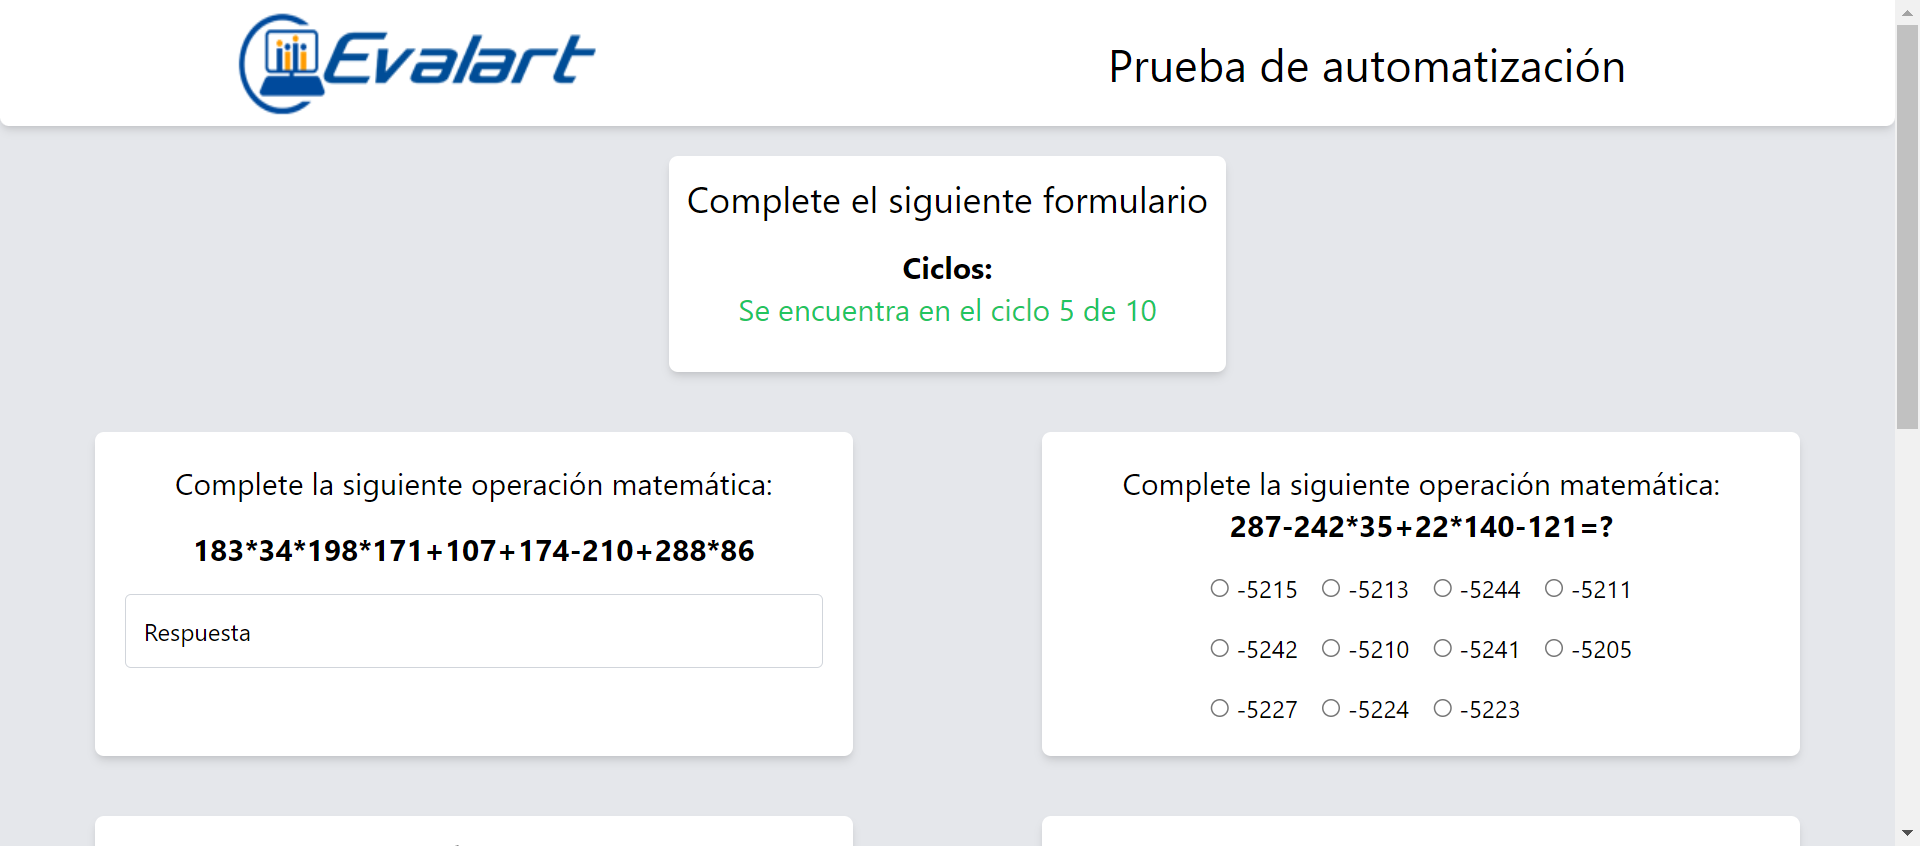 Evalart
Prueba de automatización
Complete el siguiente formulario
Ciclos:
Se encuentra en el ciclo 5 de 10
Complete la siguiente operación matemática:
183*34*198*171+107+174-210+288*86
Respuesta
Complete la siguiente operación matemática:
287-242*35+22*140-121=?
-5215 -5213 -5244 -5211
-5242 -5210 -5241 -5205
-5227 -5224 -5223